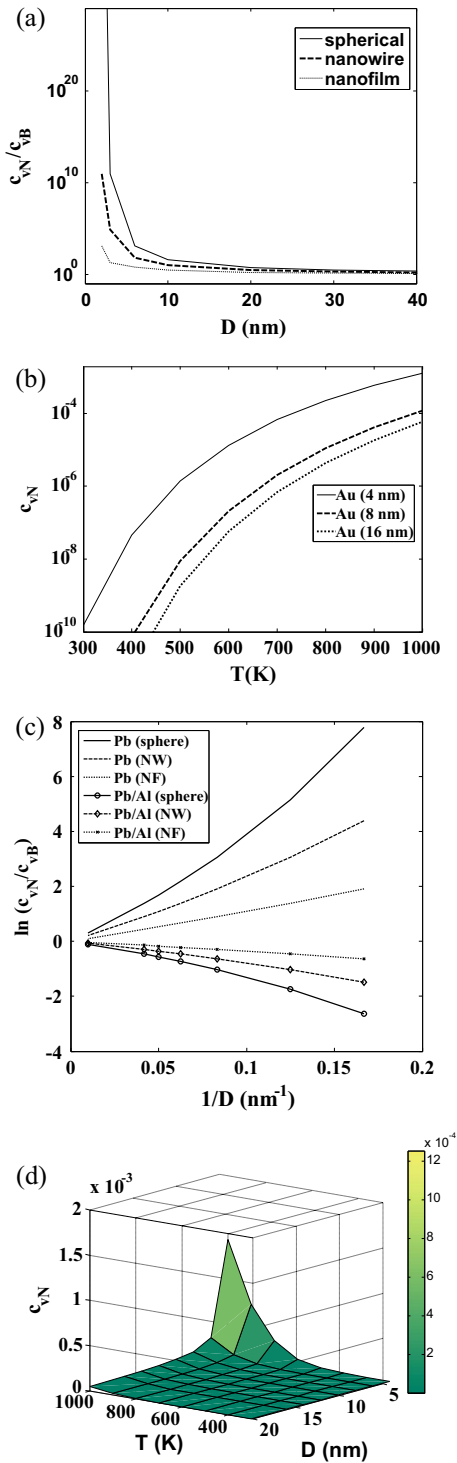 (a)
spherical
nanowire
nanofilm
10^20
10^10
10^0
c_vN/c_vB
0 10 20 30 40
D (nm)
(b)
10^-4
10^-6
10^-8
10^-10
c_vN
Au (4 nm)
Au (8 nm)
Au (16 nm)
300 400 500 600 700 800 900 1000
T(K)
(c)
8
6
4
2
0
-2
-4
ln (c_vN/c_vB)
Pb (sphere)
Pb (NW)
Pb (NF)
Pb/Al (sphere)
Pb/Al (NW)
Pb/Al (NF)
0 0.05 0.1 0.15 0.2
1/D (nm^-1)
(d)
x 10^-3
2
1.5
1
0.5
0
c_vN
1000 800 600 400
T (K)
20 15 10 5
D (nm)
x 10^-4
12
10
8
6
4
2